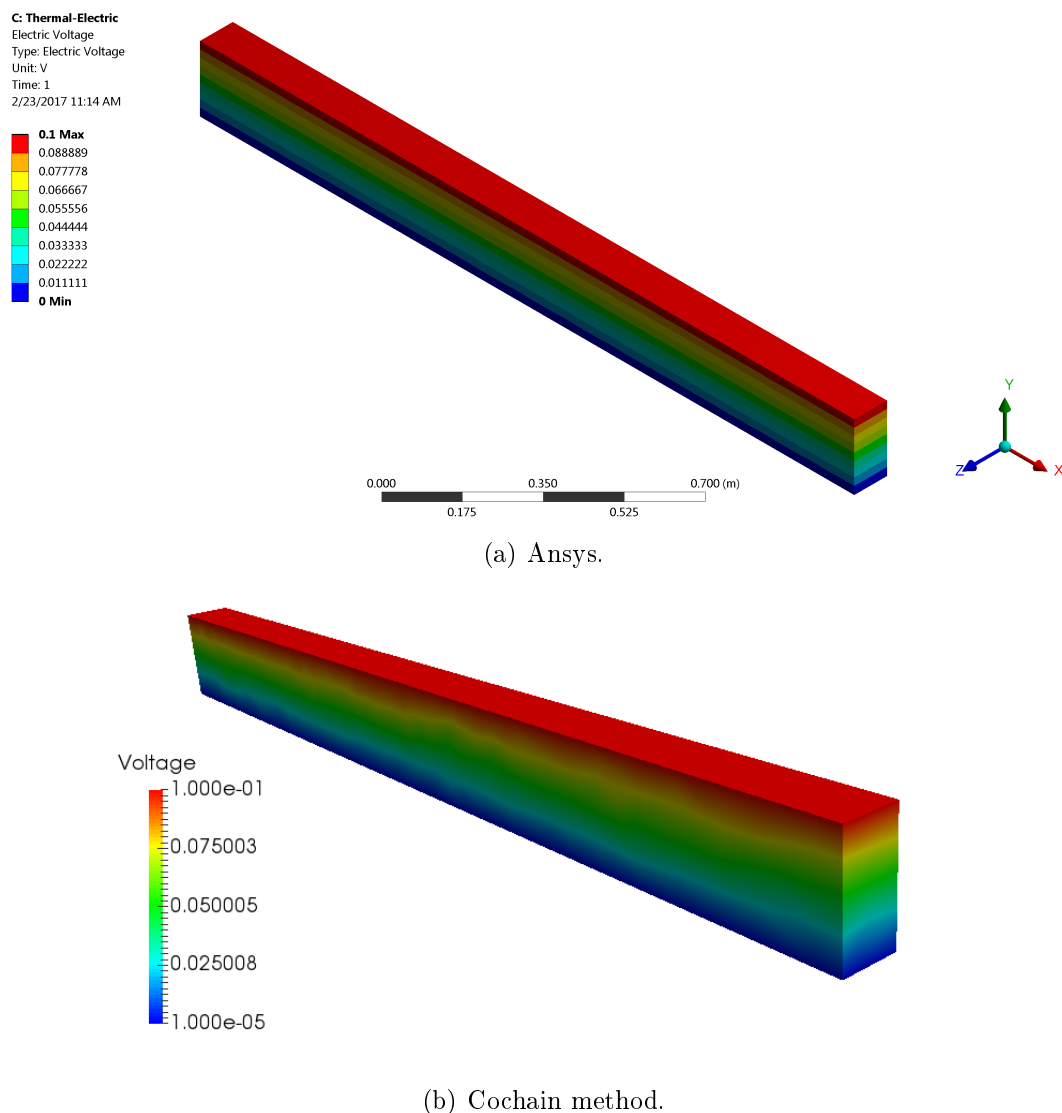 C: Thermal-Electric
Electric Voltage
Type: Electric Voltage
Unit: V
Time: 1
2/23/2017 11:14 AM
0.1 Max
0.088889
0.077778
0.066667
0.055556
0.044444
0.033333
0.022222
0.011111
0 Min
Y
Z
X
0.000 0.350 0.700 (m)
0.175 0.525
(a) Ansys.
Voltage
1.000e-01
0.075003
0.050005
0.025008
1.000e-05
(b) Cochain method.